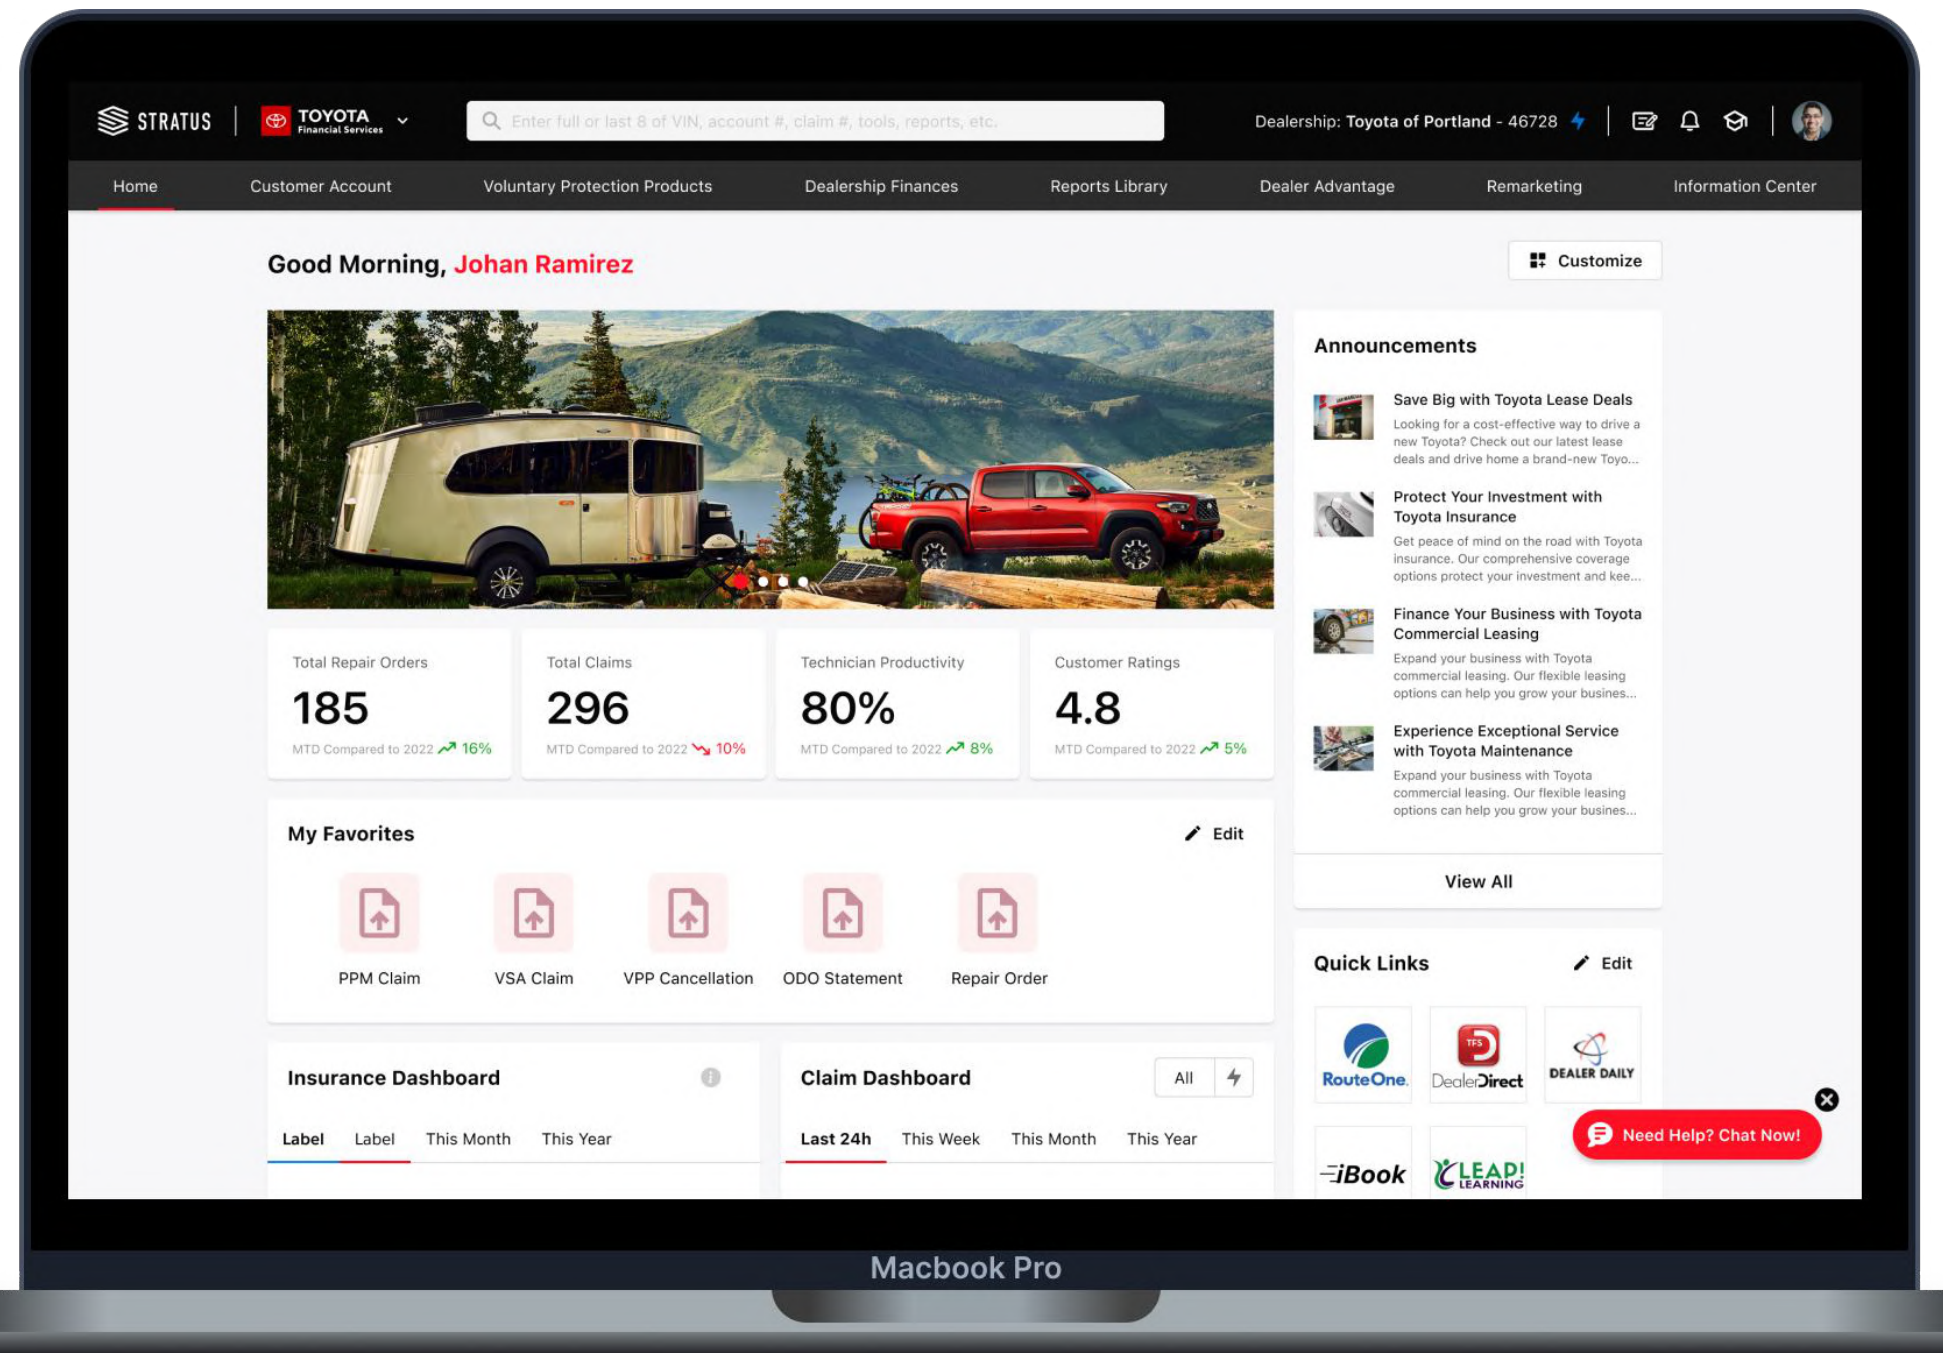 STRATUS
TOYOTA
Financial Services
Enter full or last 8 of VIN, account #, claim #, tools, reports, etc.
Dealership: Toyota of Portland - 46728
Home
Customer Account
Voluntary Protection Products
Dealership Finances
Reports Library
Dealer Advantage
Remarketing
Information Center
Good Morning, Johan Ramirez
Customize
Total Repair Orders
185
MTD Compared to 2022 16%
Total Claims
296
MTD Compared to 2022 10%
Technician Productivity
80%
MTD Compared to 2022 8%
Customer Ratings
4.8
MTD Compared to 2022 5%
My Favorites
Edit
PPM Claim
VSA Claim
VPP Cancellation
ODO Statement
Repair Order
Insurance Dashboard
Label
Label
This Month
This Year
Claim Dashboard
All
Last 24h
This Week
This Month
This Year
Announcements
Save Big with Toyota Lease Deals
Looking for a cost-effective way to drive a
new Toyota? Check out our latest lease
deals and drive home a brand-new Toyo...
Protect Your Investment with
Toyota Insurance
Get peace of mind on the road with Toyota
insurance. Our comprehensive coverage
options protect your investment and kee...
Finance Your Business with Toyota
Commercial Leasing
Expand your business with Toyota
commercial leasing. Our flexible leasing
options can help you grow your busines...
Experience Exceptional Service
with Toyota Maintenance
Expand your business with Toyota
commercial leasing. Our flexible leasing
options can help you grow your busines...
View All
Quick Links
Edit
RouteOne.
TFS
DealerDirect
DEALER DAILY
iBook
LEAP!
LEARNING
Need Help? Chat Now!
Macbook Pro